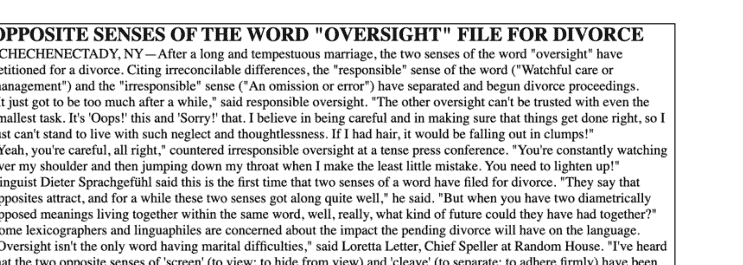 OPPOSITE SENSES OF THE WORD "OVERSIGHT" FILE FOR DIVORCE
CHECHENECTADY, NY—After a long and tempestuous marriage, the two senses of the word "oversight" have
etitioned for a divorce. Citing irreconcilable differences, the "responsible" sense of the word ("Watchful care or
anagement") and the "irresponsible" sense ("An omission or error") have separated and begun divorce proceedings.
t just got to be too much after a while," said responsible oversight. "The other oversight can't be trusted with even the
mallest task. It's 'Oops!' this and 'Sorry!' that. I believe in being careful and in making sure that things get done right, so I
st can't stand to live with such neglect and thoughtlessness. If I had hair, it would be falling out in clumps!"
Yeah, you're careful, all right," countered irresponsible oversight at a tense press conference. "You're constantly watching
ver my shoulder and then jumping down my throat when I make the least little mistake. You need to lighten up!"
inguist Dieter Sprachgefühl said this is the first time that two senses of a word have filed for divorce. "They say that
pposites attract, and for a while these two senses got along quite well," he said. "But when you have two diametrically
pposed meanings living together within the same word, well, really, what kind of future could they have had together?"
ome lexicographers and linguaphiles are concerned about the impact the pending divorce will have on the language.
Oversight isn't the only word having marital difficulties," said Loretta Letter, Chief Speller at Random House. "I've heard
at the two opposite senses of 'screen' (to view; to hide from view) and 'cleave' (to separate; to adhere firmly) have been